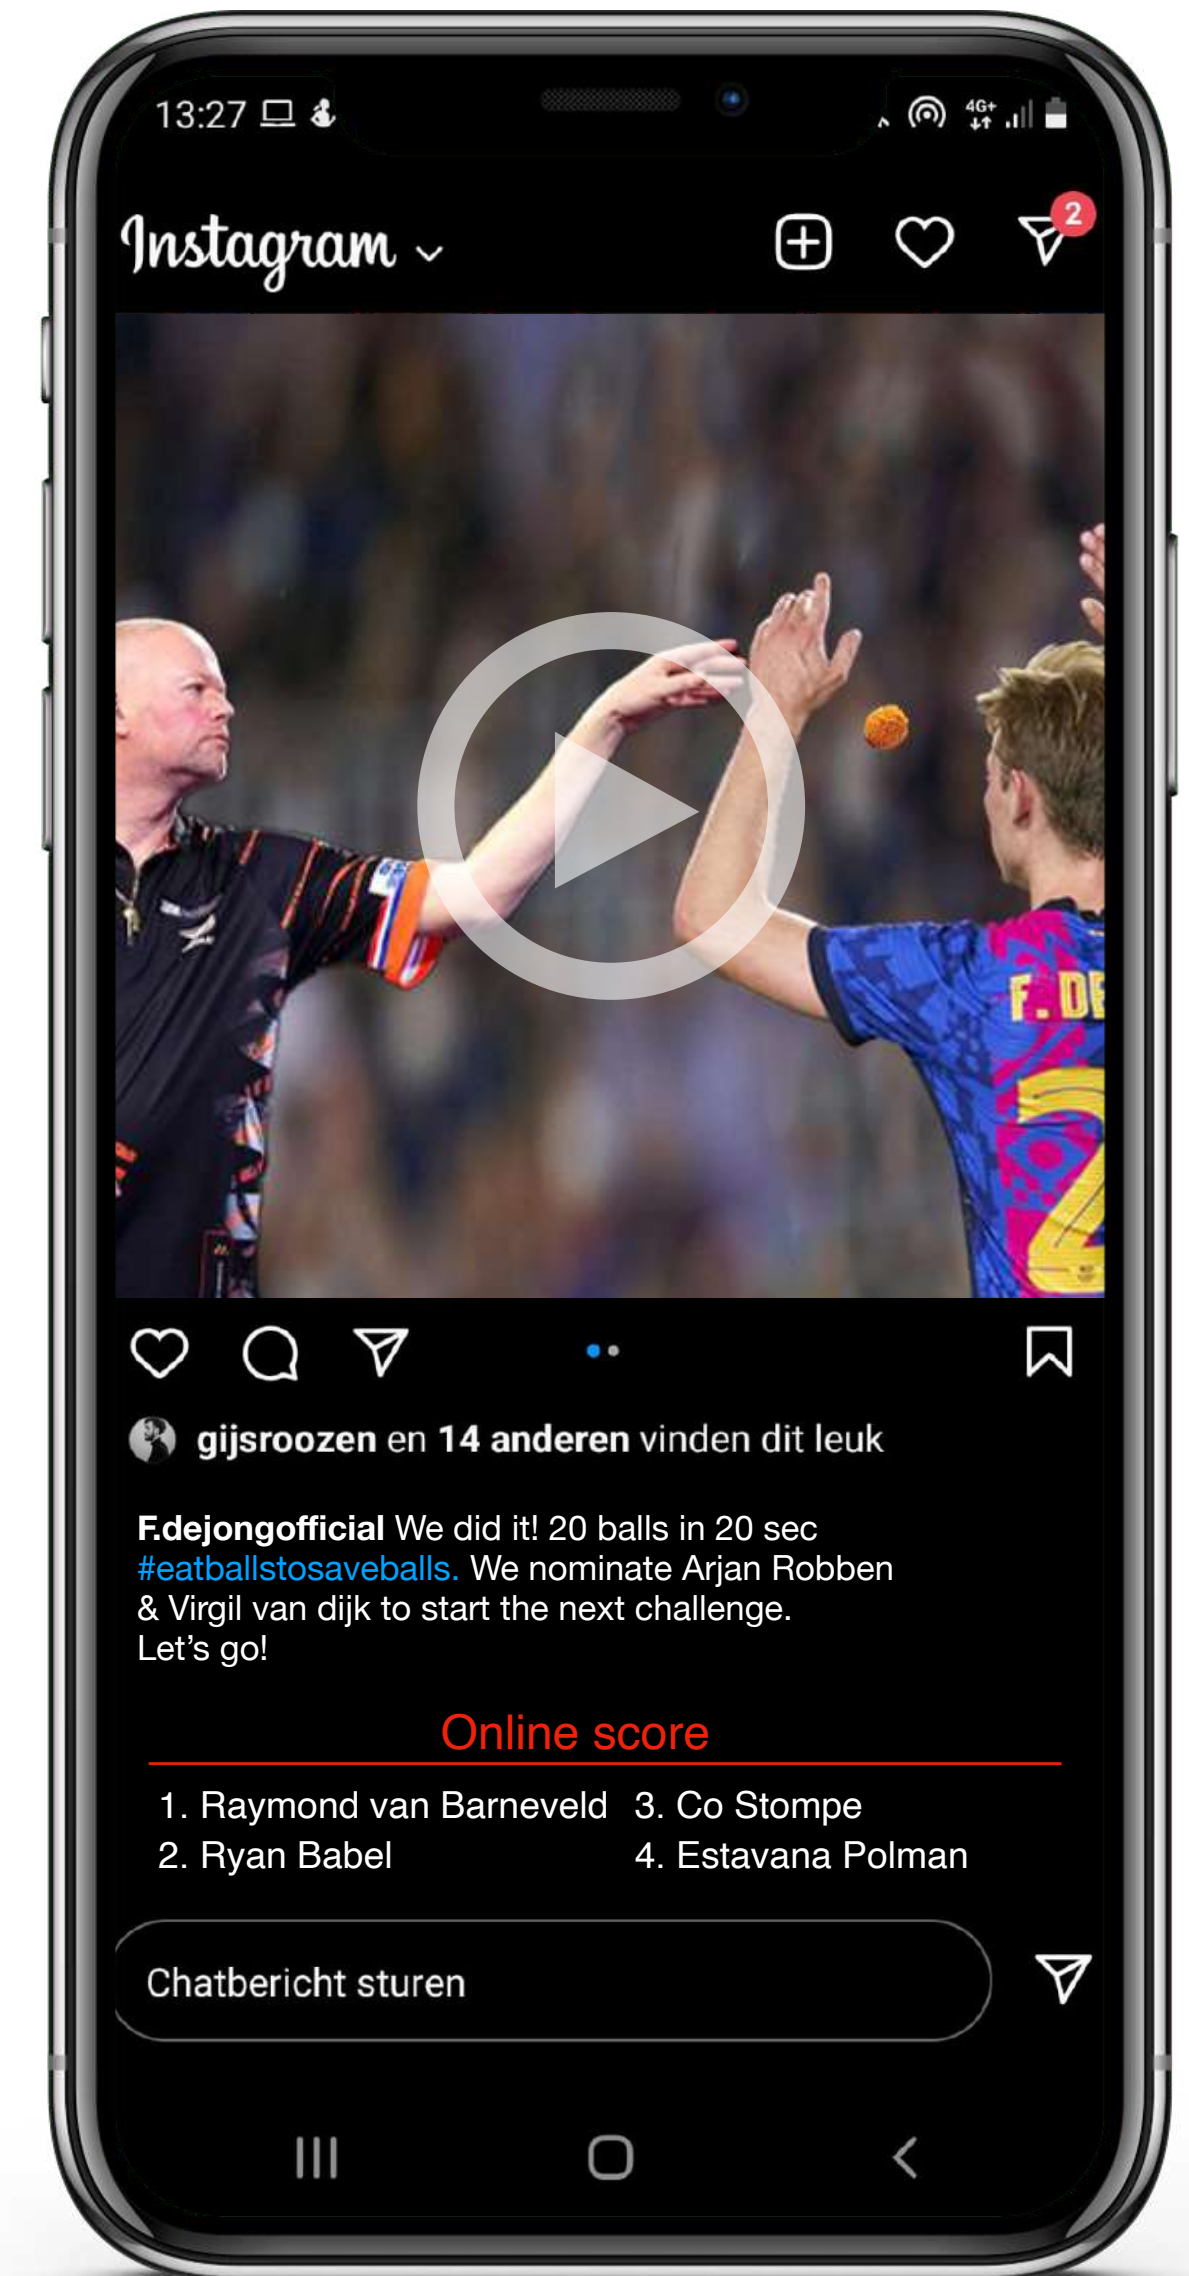 13:27
4G+
Instagram
2
F. DE
2
gijsroozen en 14 anderen vinden dit leuk
F.dejongofficial We did it! 20 balls in 20 sec
#eatballstosaveballs. We nominate Arjan Robben
& Virgil van dijk to start the next challenge.
Let’s go!
Online score
1. Raymond van Barneveld
2. Ryan Babel
3. Co Stompe
4. Estavana Polman
Chatbericht sturen